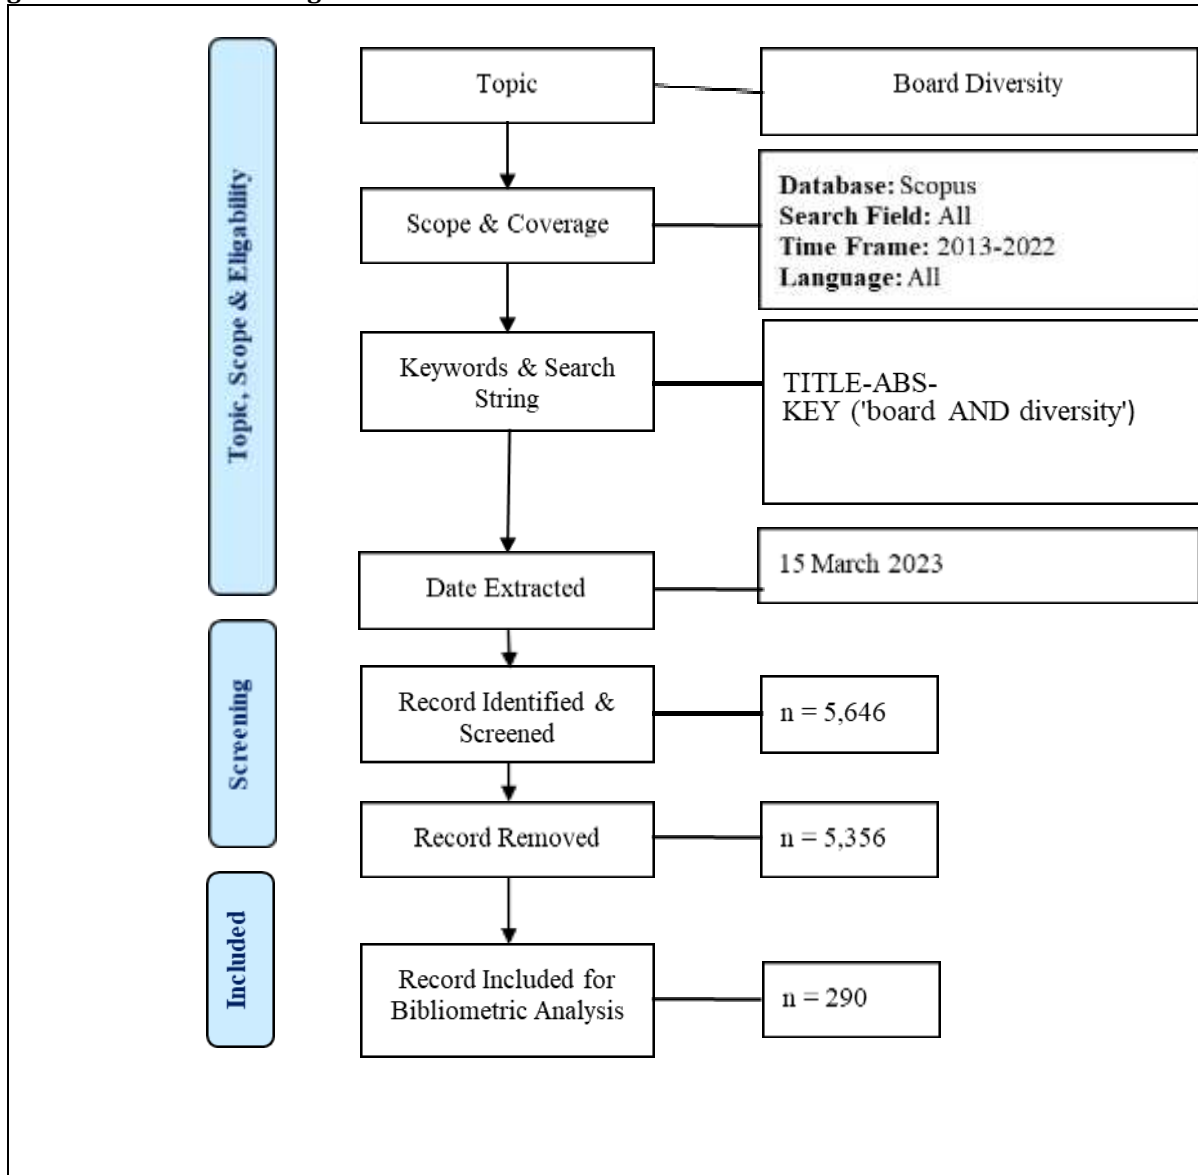 Topic
Board Diversity
Topic, Scope & Eligability
Scope & Coverage
Database: Scopus
Search Field: All
Time Frame: 2013-2022
Language: All
Keywords & Search
String
TITLE-ABS-
KEY ('board AND diversity')
Date Extracted
15 March 2023
Screening
Record Identified &
Screened
n = 5,646
Record Removed
n = 5,356
Included
Record Included for
Bibliometric Analysis
n = 290